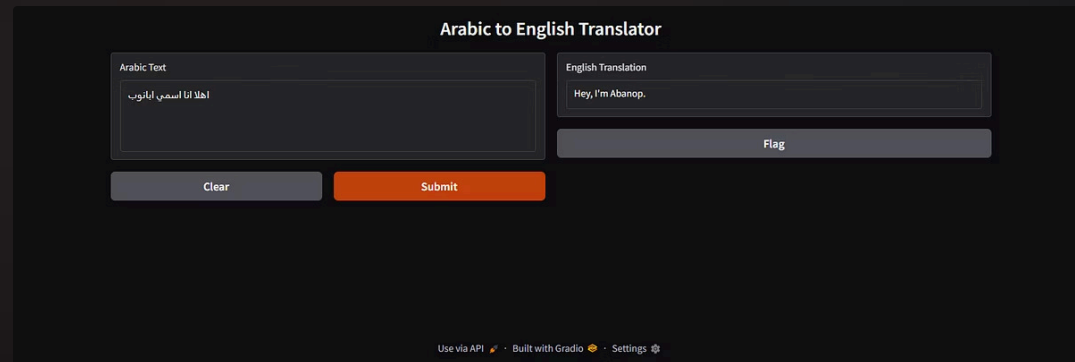 Arabic to English Translator
Arabic Text
اهلا انا اسمي ابانوب
English Translation
Hey, I'm Abanop.
Flag
Clear
Submit
Use via API · Built with Gradio · Settings